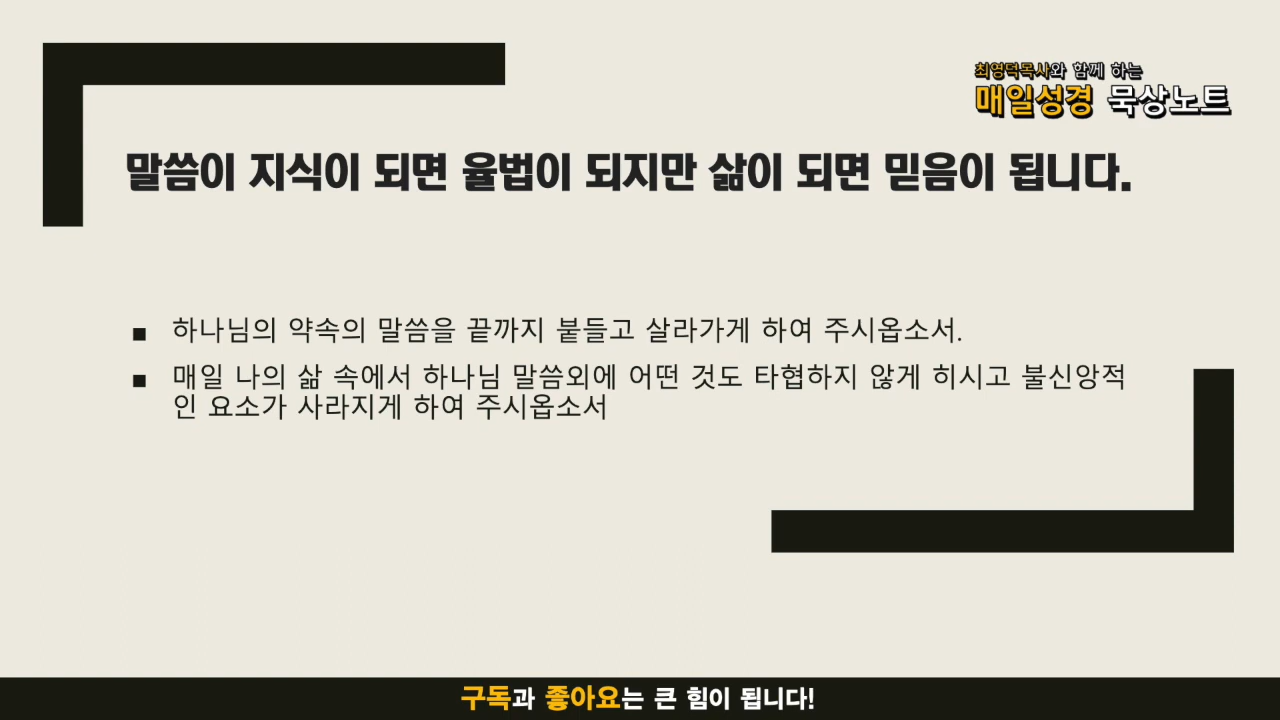 최영덕목사와 함께 하는
매일성경 묵상노트
말씀이 지식이 되면 율법이 되지만 삶이 되면 믿음이 됩니다.
■ 하나님의 약속의 말씀을 끝까지 붙들고 살라가게 하여 주시옵소서.
■ 매일 나의 삶 속에서 하나님 말씀외에 어떤 것도 타협하지 않게 히시고 불신앙적
인 요소가 사라지게 하여 주시옵소서
구독과 좋아요는 큰 힘이 됩니다!